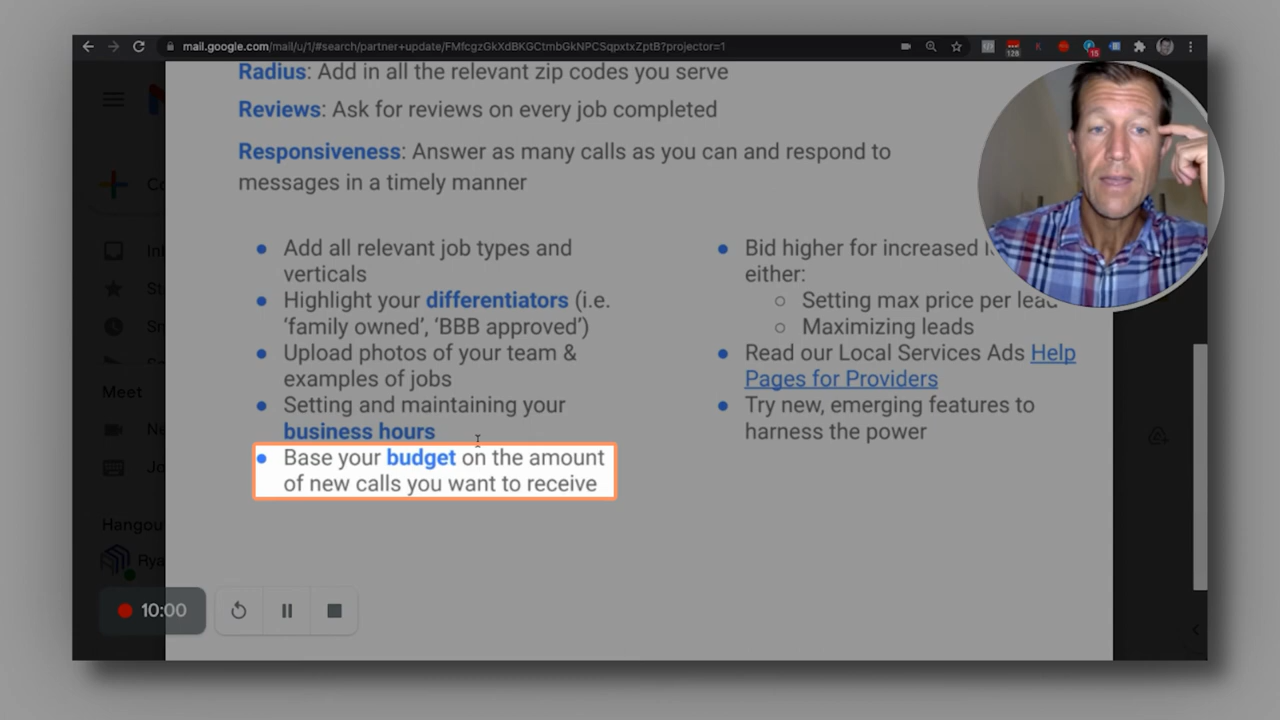 mail.google.com/mail/u/1/#search/partner+update/FMfcgzGkXdBKGCtmbGkNPCSqpxtxZptB?projector=1
128
15
Radius: Add in all the relevant zip codes you serve
Reviews: Ask for reviews on every job completed
Responsiveness: Answer as many calls as you can and respond to
messages in a timely manner
Add all relevant job types and
verticals
Highlight your differentiators (i.e.
‘family owned’, ‘BBB approved’)
Upload photos of your team &
examples of jobs
Setting and maintaining your
business hours
Base your budget on the amount
of new calls you want to receive
Bid higher for increased
either:
Setting max price per lead
Maximizing leads
Read our Local Services Ads Help
Pages for Providers
Try new, emerging features to
harness the power
Meet
Hangou
Rya
10:00